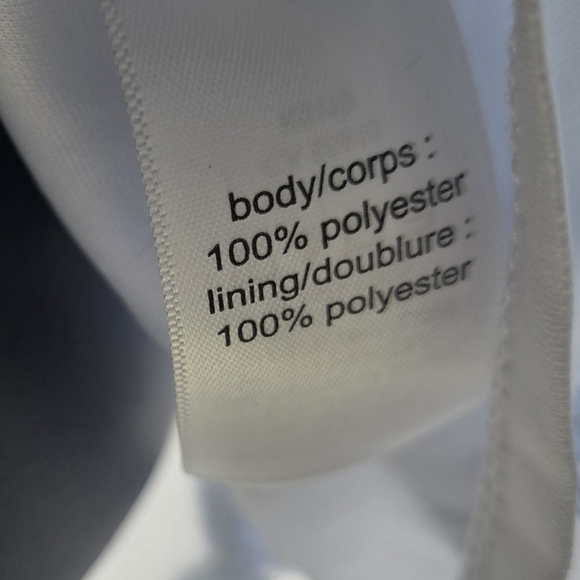 body/corps :
100% polyester
lining/doublure :
100% polyester